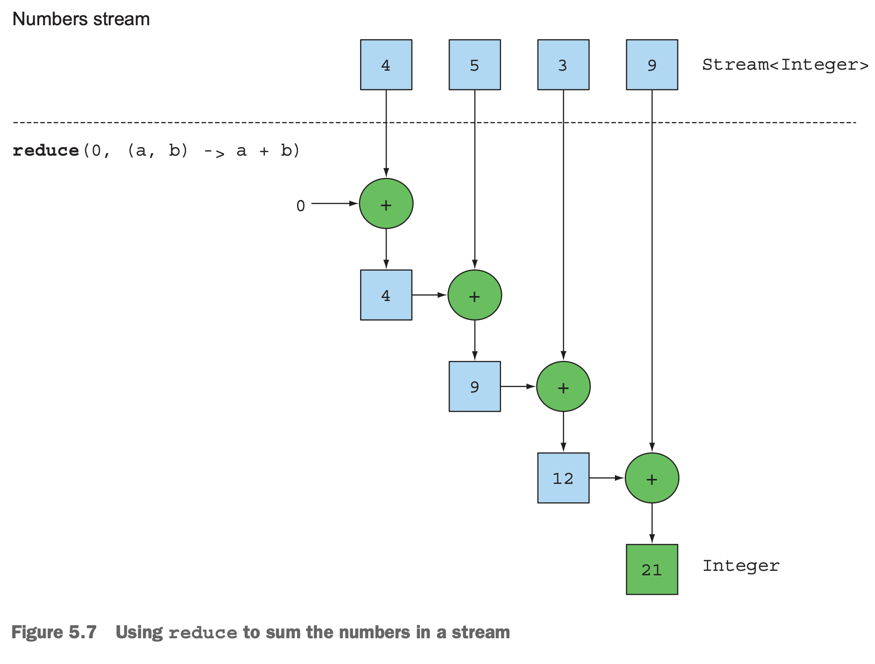 Numbers stream
4 5 3 9 Stream<Integer>
reduce(0, (a, b) -> a + b)
0 +
4 +
9 +
12 +
21 Integer
Figure 5.7 Using reduce to sum the numbers in a stream